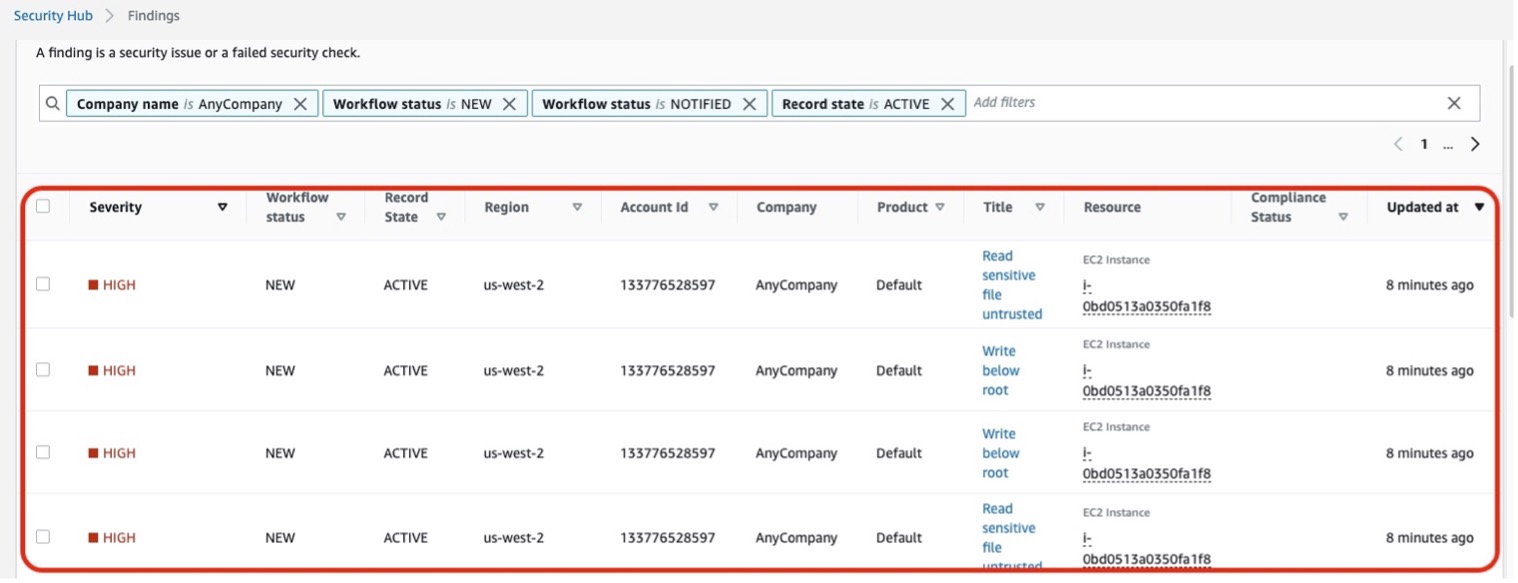 Security Hub > Findings
A finding is a security issue or a failed security check.
Company name is AnyCompany Workflow status is NEW Workflow status is NOTIFIED Record state is ACTIVE Add filters
1 ...
Severity Workflow status Record State Region Account Id Company Product Title Resource Compliance Status Updated at
HIGH NEW ACTIVE us-west-2 133776528597 AnyCompany Default Read sensitive file untrusted EC2 Instance i-0bd0513a0350fa1f8 8 minutes ago
HIGH NEW ACTIVE us-west-2 133776528597 AnyCompany Default Write below root EC2 Instance i-0bd0513a0350fa1f8 8 minutes ago
HIGH NEW ACTIVE us-west-2 133776528597 AnyCompany Default Write below root EC2 Instance i-0bd0513a0350fa1f8 8 minutes ago
HIGH NEW ACTIVE us-west-2 133776528597 AnyCompany Default Read sensitive file untrusted EC2 Instance i-0bd0513a0350fa1f8 8 minutes ago